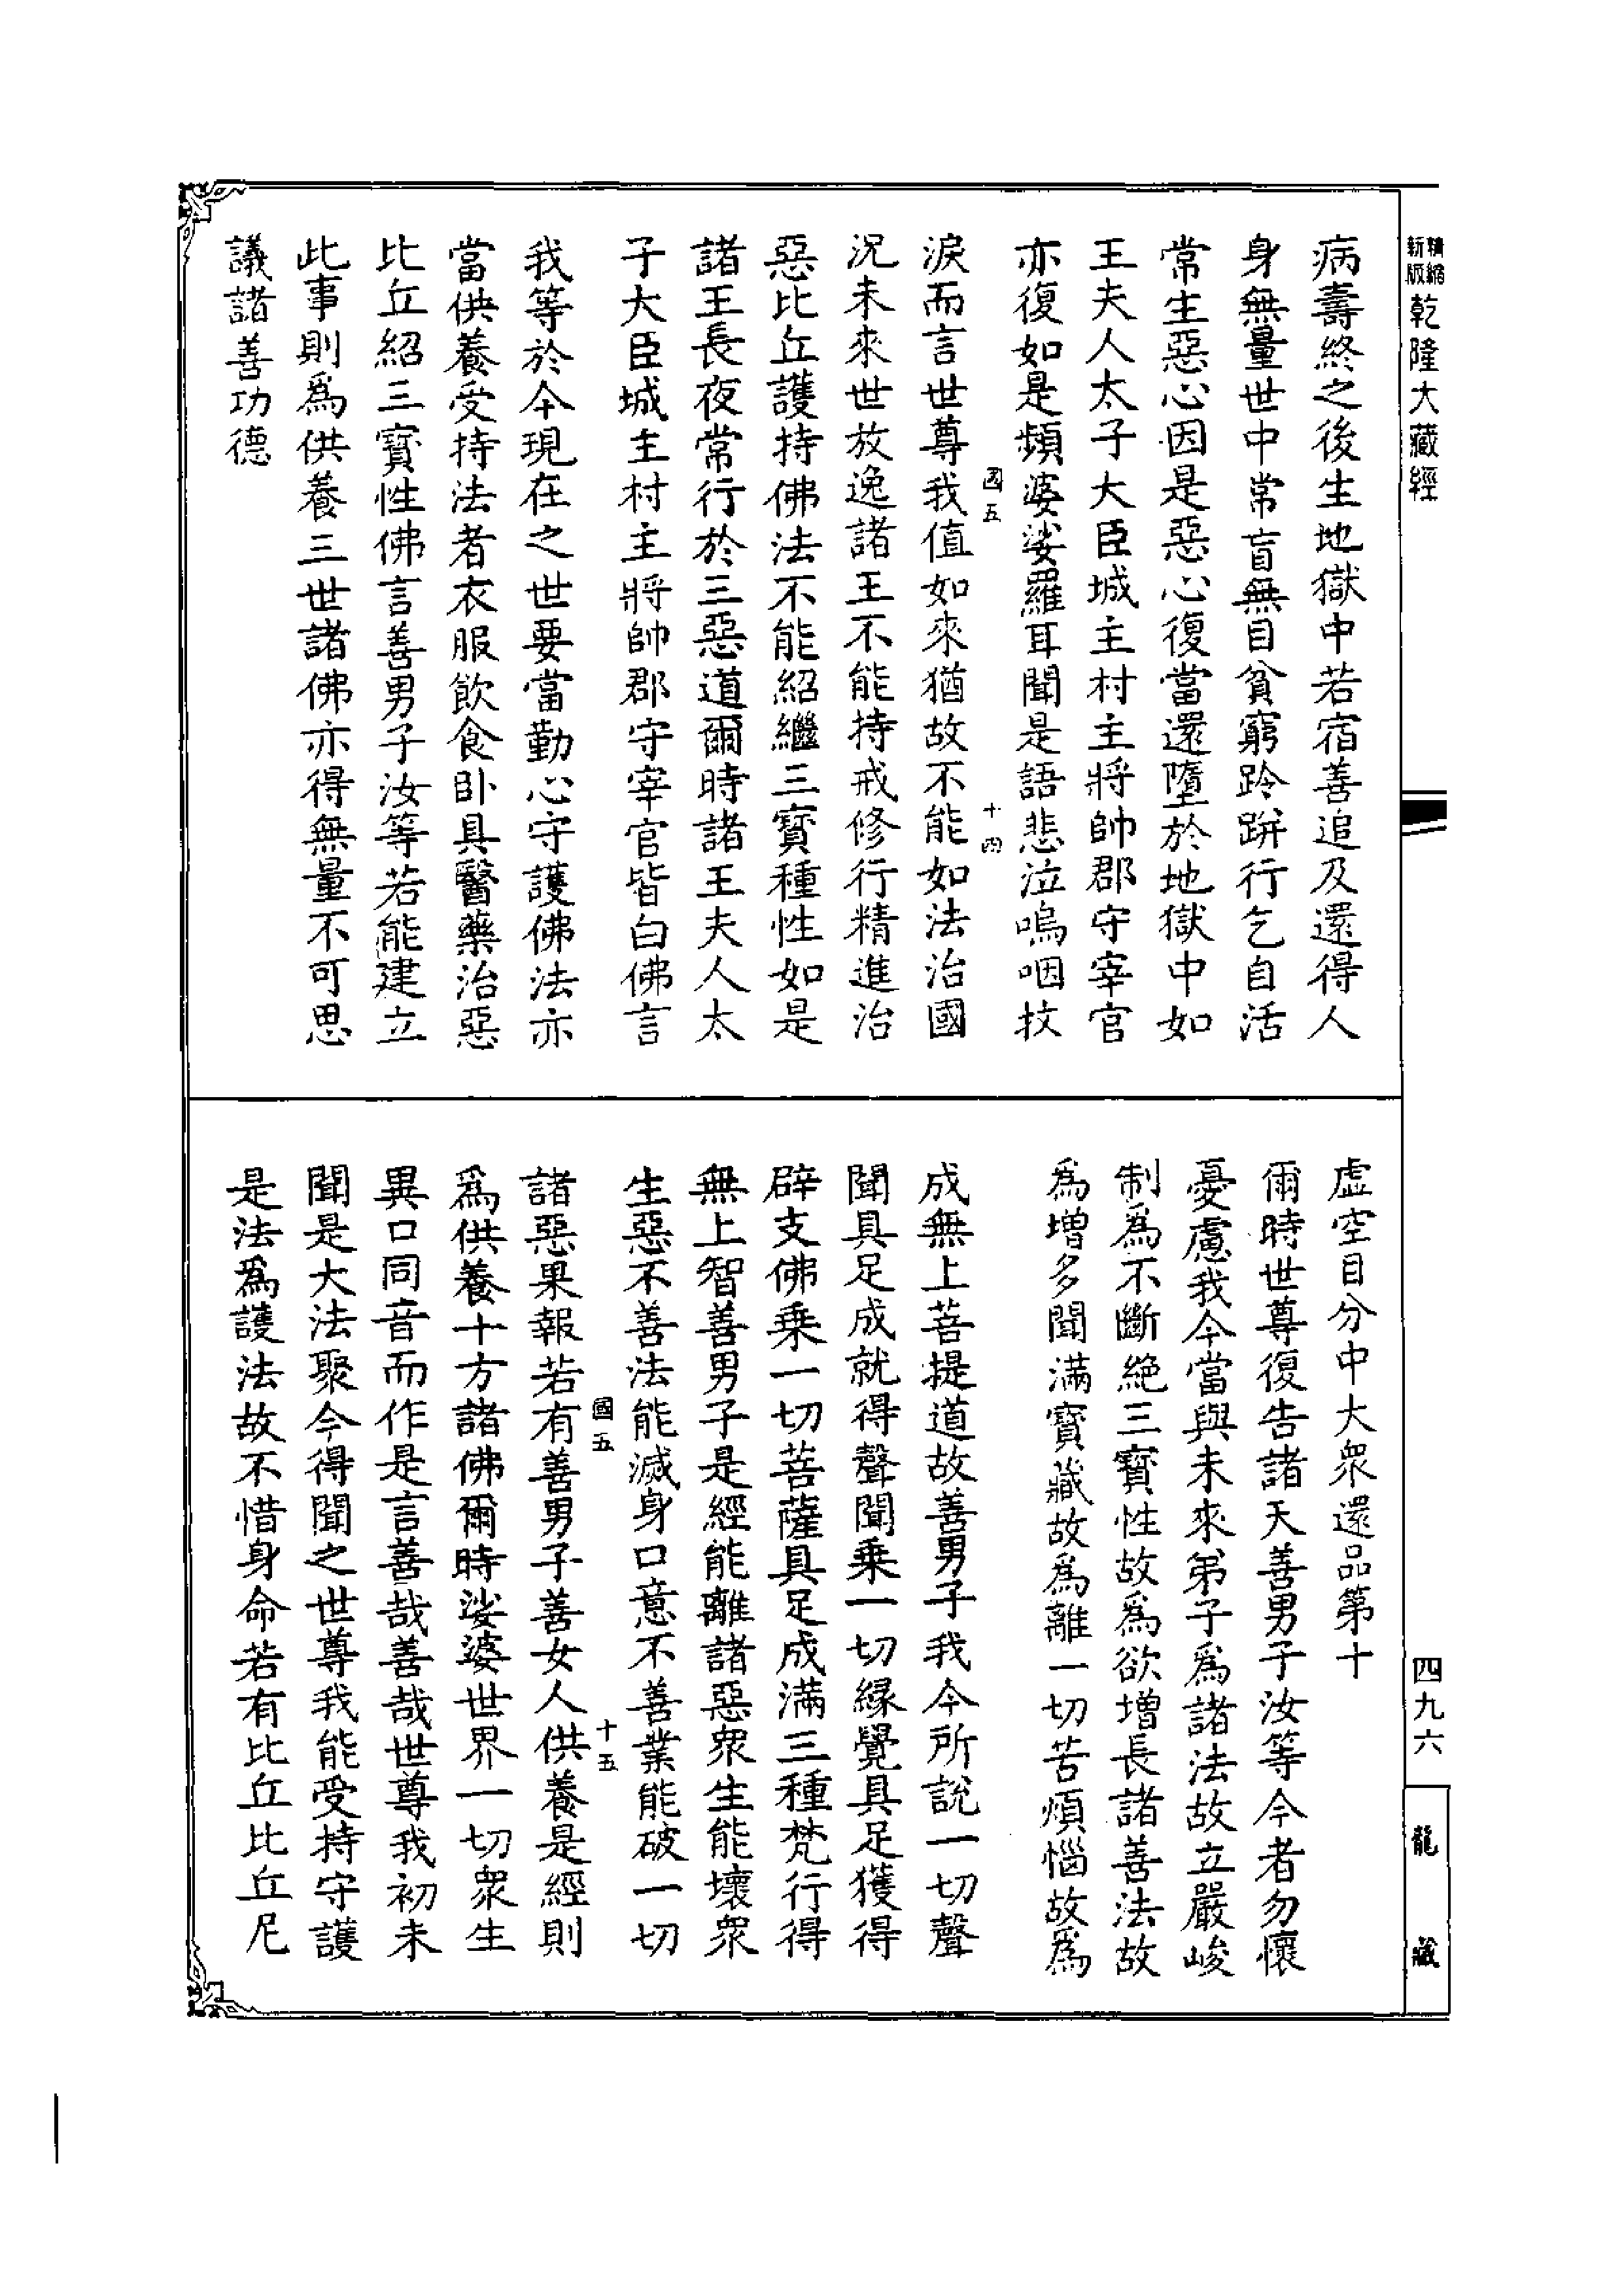 精縮新版乾隆大藏經
病壽終之後生地獄中若宿善追及還得人
身無量世中常盲無目貧窮跉跰行乞自活
常生惡心因是惡心復當還墮於地獄中如
王夫人太子大臣城主村主將帥郡守宰官
亦復如是頻婆娑羅耳聞是語悲泣嗚咽抆
國五 十四
淚而言世尊我值如來猶故不能如法治國
況未來世放逸諸王不能持戒修行精進治
惡比丘護持佛法不能紹繼三寶種性如是
諸王長夜常行於三惡道爾時諸王夫人太
子大臣城主村主將帥郡守宰官皆白佛言
我等於今現在之世要當勤心守護佛法亦
當供養受持法者衣服飲食卧具醫藥治惡
比丘紹三寶性佛言善男子汝等若能建立
此事則爲供養三世諸佛亦得無量不可思
議諸善功德
虛空目分中大衆還品第十
爾時世尊復告諸天善男子汝等今者勿懷
憂慮我今當與未來弟子爲諸法故立嚴峻
制爲不斷絶三寶性故爲欲增長諸善法故
爲增多聞滿寶藏故爲離一切苦煩惱故爲
成無上菩提道故善男子我今所説一切聲
聞具足成就得聲聞乗一切縁覺具足獲得
辟支佛乗一切菩薩具足成滿三種梵行得
無上智善男子是經能離諸惡衆生能壞衆
生惡不善法能滅身口意不善業能破一切
國五 十五
諸惡果報若有善男子善女人供養是經則
爲供養十方諸佛爾時娑婆世界一切衆生
異口同音而作是言善哉善哉世尊我初未
聞是大法聚今得聞之世尊我能受持守護
是法爲護法故不惜身命若有比丘比丘尼
四九六
龍藏